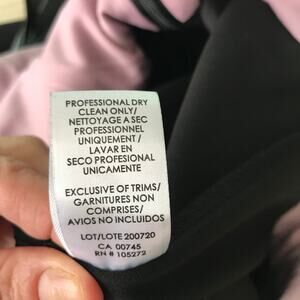 PROFESSIONAL DRY
CLEAN ONLY/
NETTOYAGE A SEC
PROFESSIONNEL
UNIQUEMENT /
LAVAR EN
SECO PROFESIONAL
UNICAMENTE
EXCLUSIVE OF TRIMS/
GARNITURES NON
COMPRISES/
AVIOS NO INCLUIDOS
LOT/LOTE 200720
CA 00745
RN # 105272